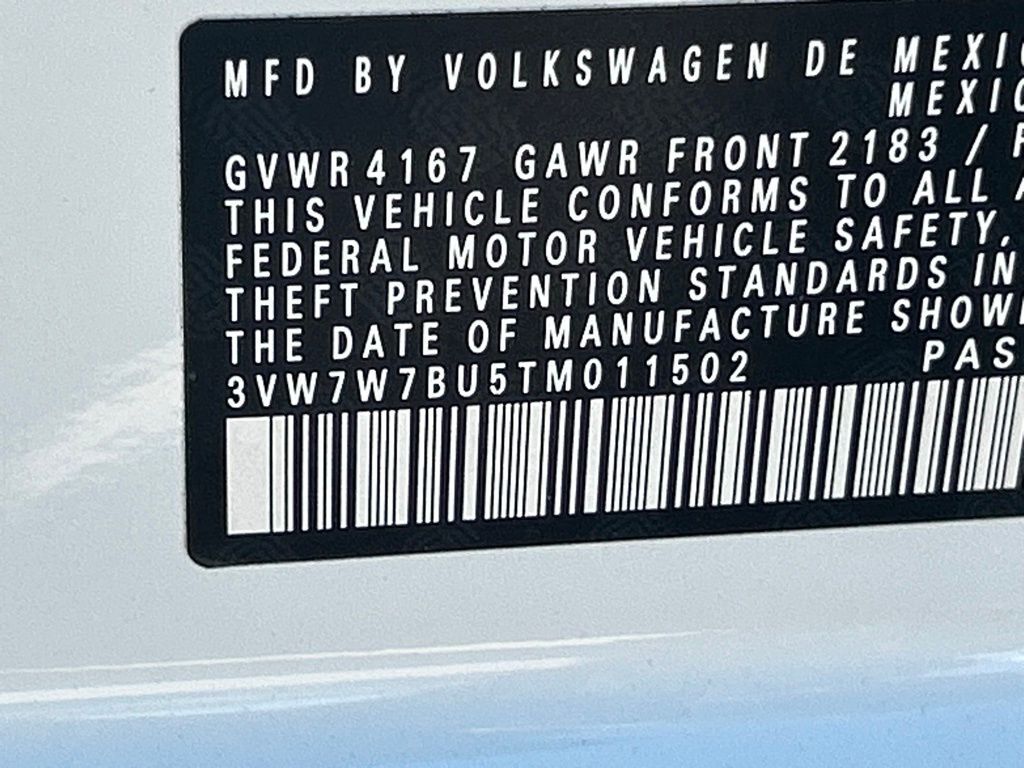 MFD BY VOLKSWAGEN DE MEXIC
MEXIC
GVWR 4167 GAWR FRONT 2183 /
THIS VEHICLE CONFORMS TO ALL A
FEDERAL MOTOR VEHICLE SAFETY,
THEFT PREVENTION STANDARDS IN
THE DATE OF MANUFACTURE SHOW
3VW7W7BU5TM011502 PAS